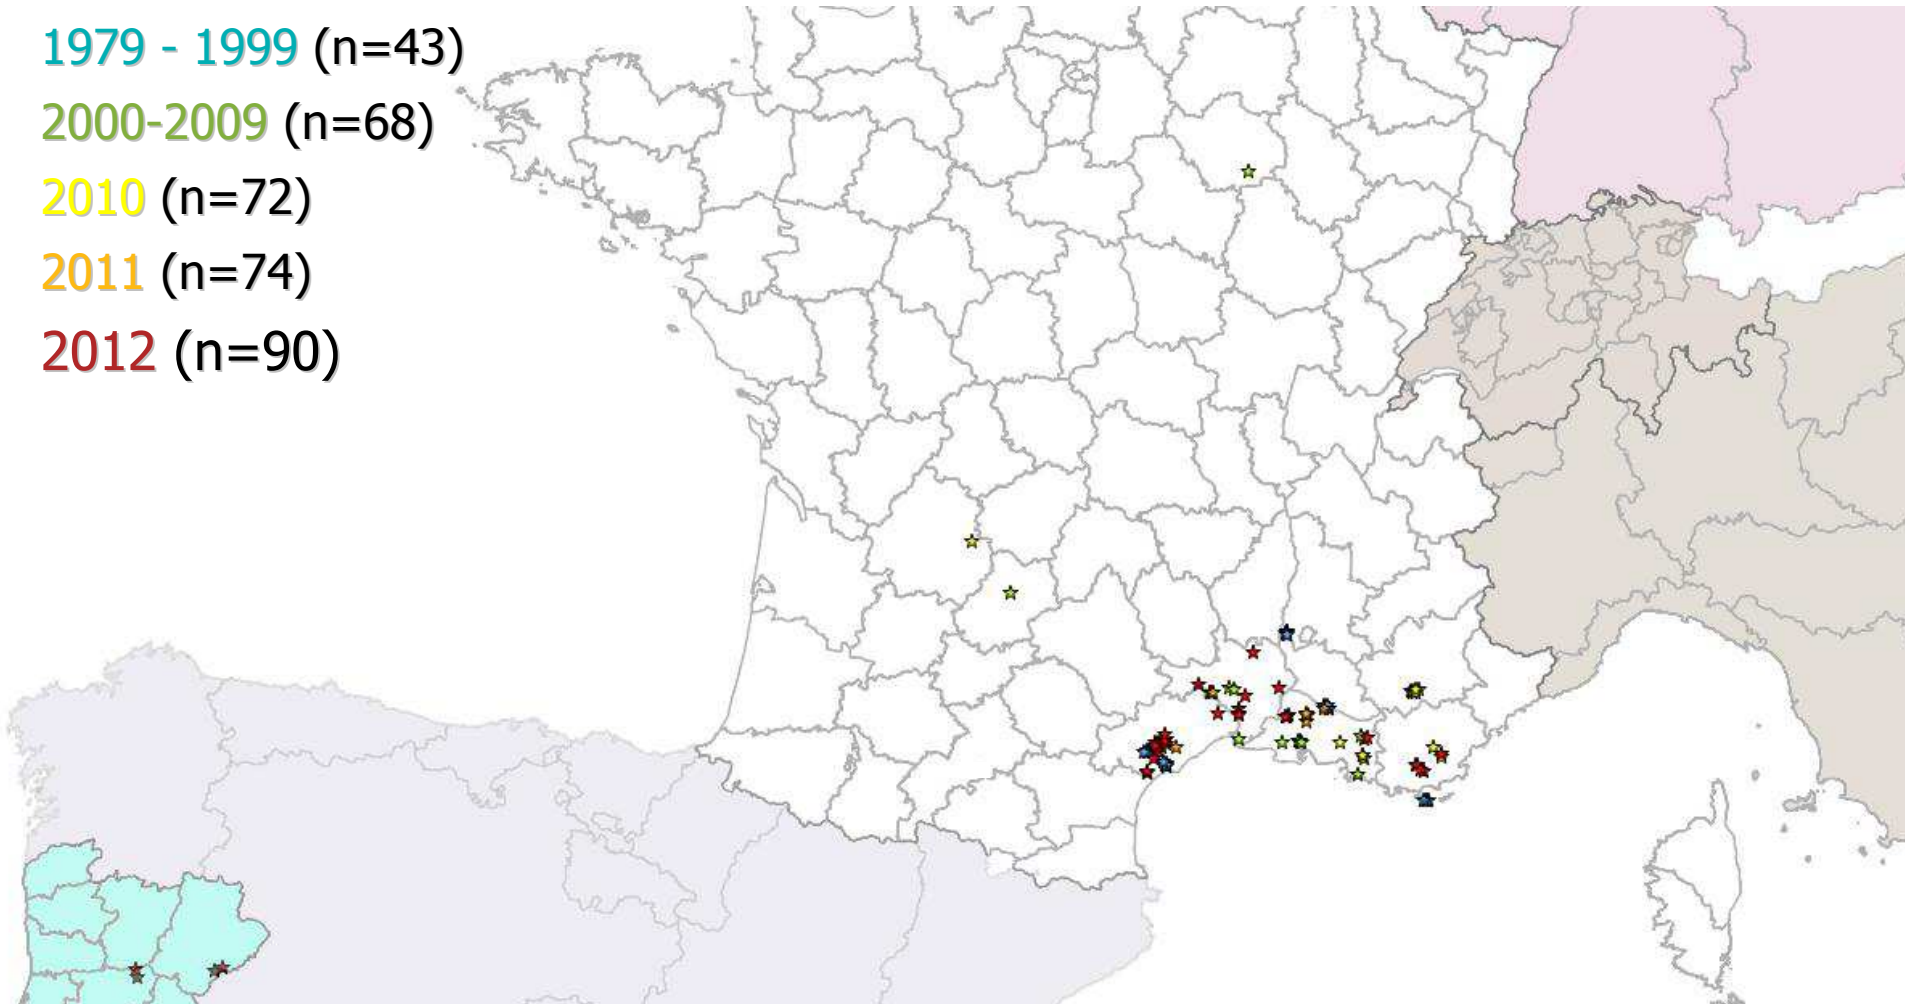 1979 - 1999 (n=43)
2000-2009 (n=68)
2010 (n=72)
2011 (n=74)
2012 (n=90)